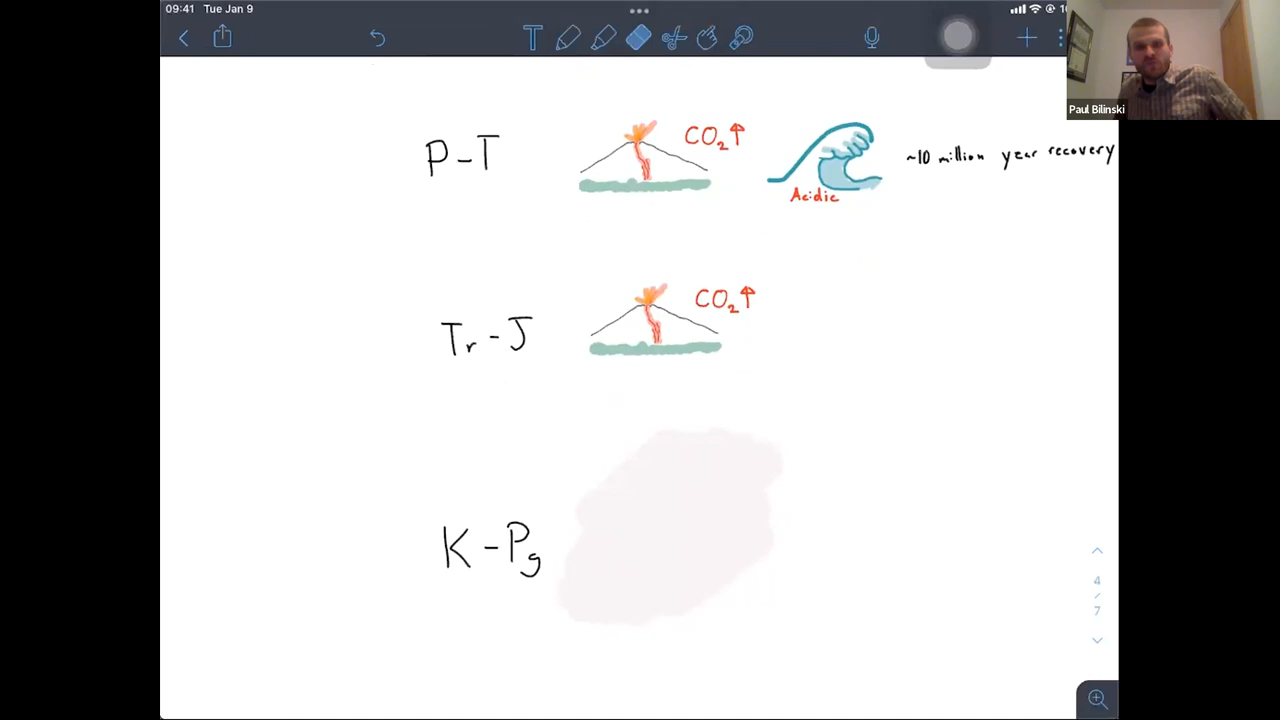 09:41 Tue Jan 9
Paul Bilinski
P-T
CO₂↑
Acidic
~10 million year recovery
Tr-J
CO₂↑
K-Pg
4
/
7